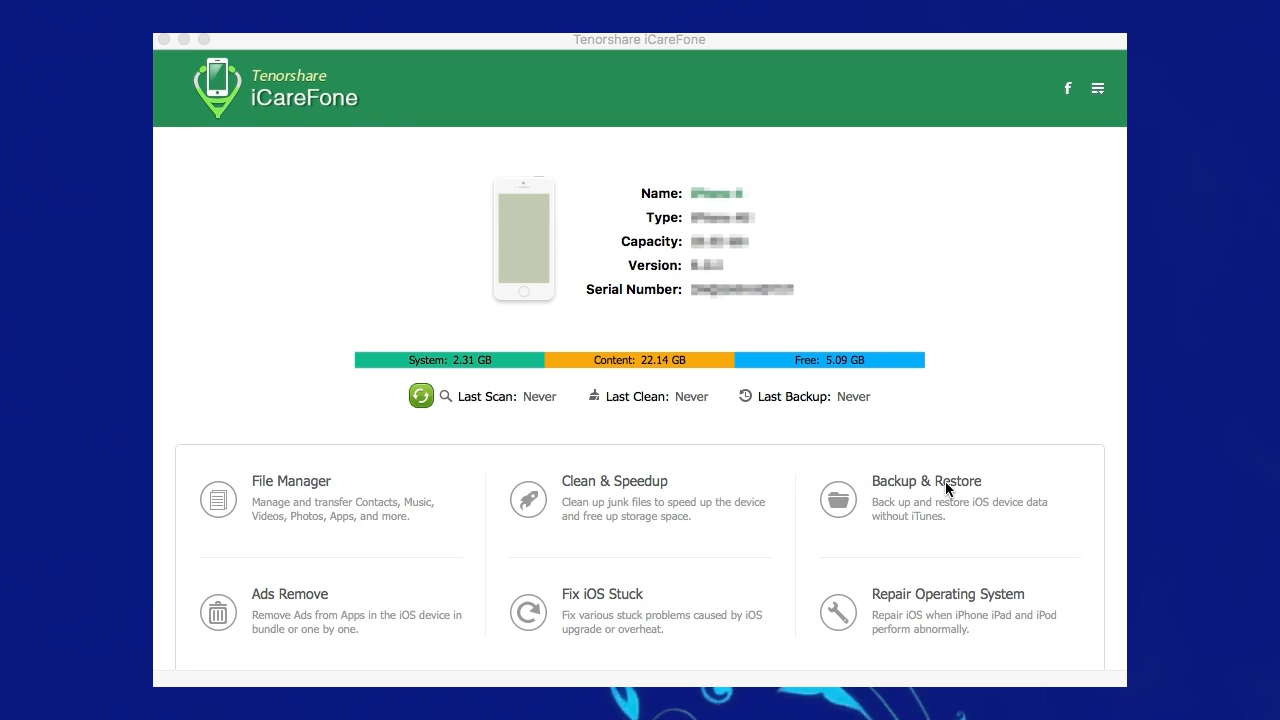 Tenorshare iCareFone
Tenorshare
iCareFone
f
Name:
Type:
Capacity:
Version:
Serial Number:
System: 2.31 GB
Content: 22.14 GB
Free: 5.09 GB
Last Scan: Never
Last Clean: Never
Last Backup: Never
File Manager
Manage and transfer Contacts, Music,
Videos, Photos, Apps, and more.
Clean & Speedup
Clean up junk files to speed up the device
and free up storage space.
Backup & Restore
Back up and restore iOS device data
without iTunes.
Ads Remove
Remove Ads from Apps in the iOS device in
bundle or one by one.
Fix iOS Stuck
Fix various stuck problems caused by iOS
upgrade or overheat.
Repair Operating System
Repair iOS when iPhone iPad and iPod
perform abnormally.